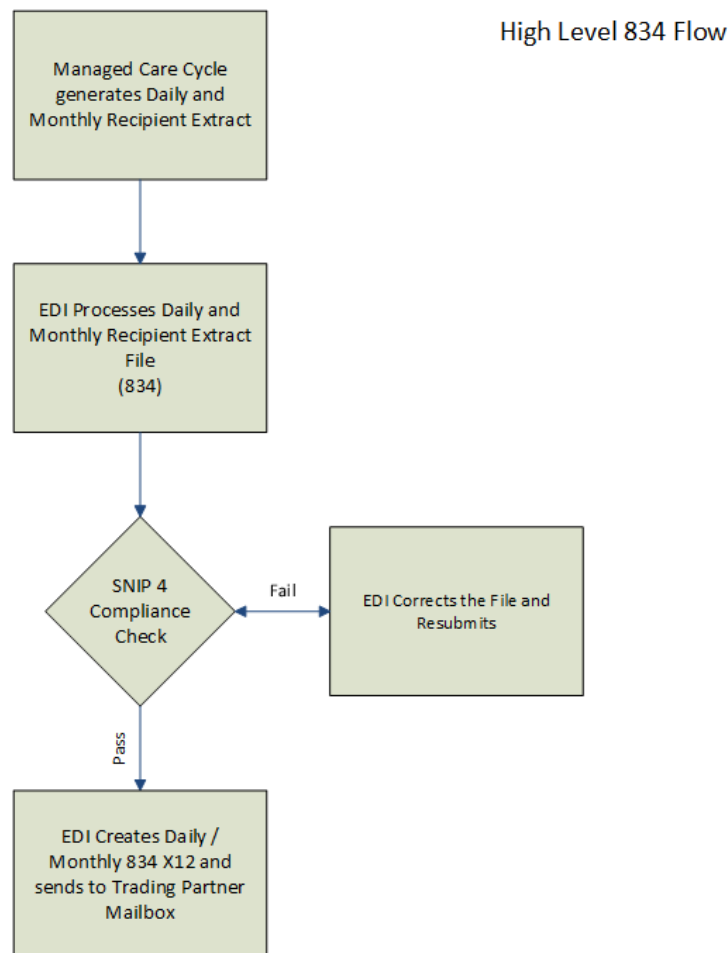 High Level 834 Flow
Managed Care Cycle
generates Daily and
Monthly Recipient Extract
EDI Processes Daily and
Monthly Recipient Extract
File
(834)
SNIP 4
Compliance
Check
Fail
EDI Corrects the File and
Resubmits
Pass
EDI Creates Daily /
Monthly 834 X12 and
sends to Trading Partner
Mailbox